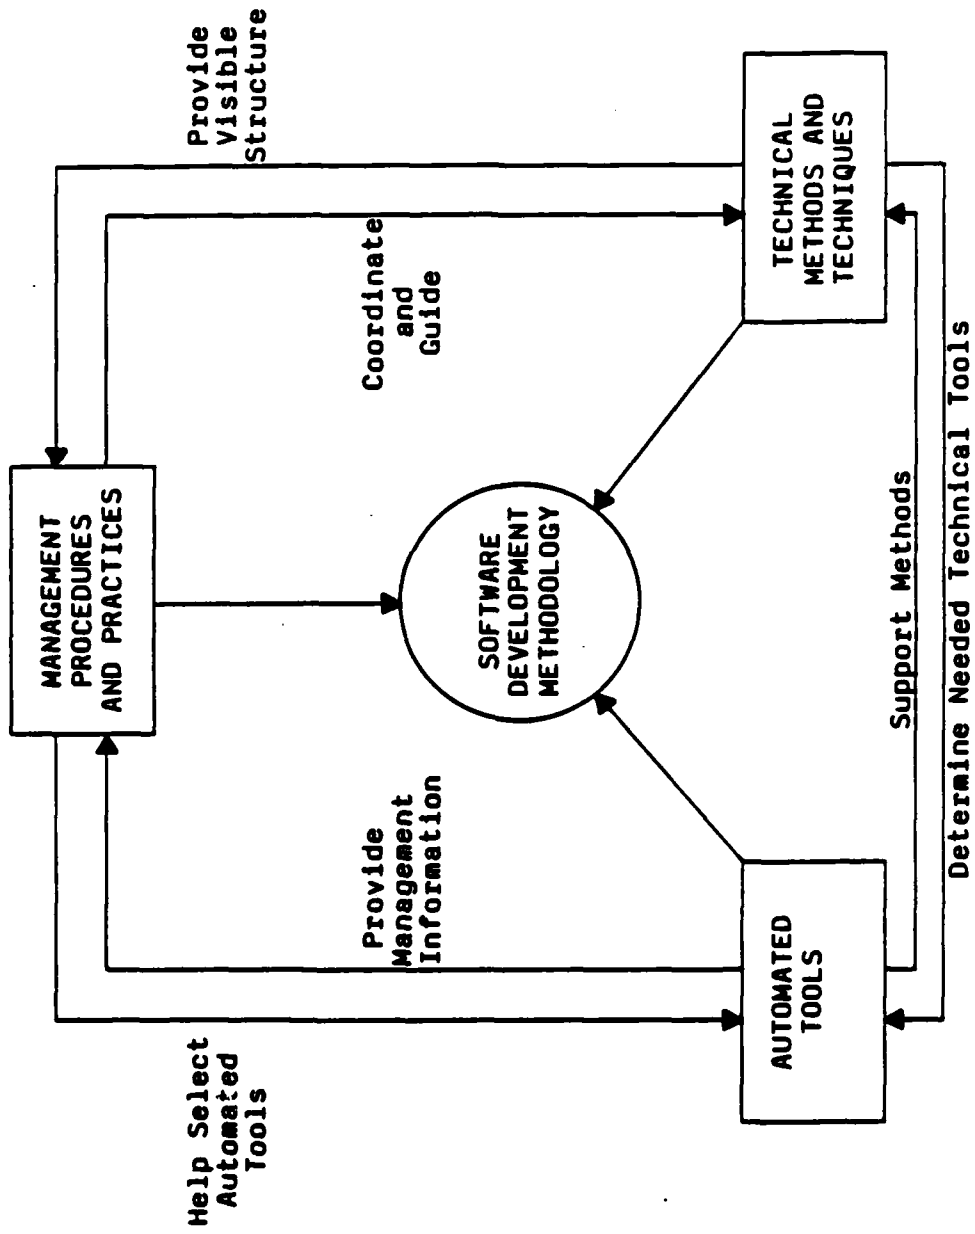 MANAGEMENT
PROCEDURES
AND PRACTICES
Help Select
Automated
Tools
Provide
Management
Information
Coordinate
and
Guide
Provide
Visible
Structure
SOFTWARE
DEVELOPMENT
METHODOLOGY
AUTOMATED
TOOLS
TECHNICAL
METHODS AND
TECHNIQUES
Support Methods
Determine Needed Technical Tools